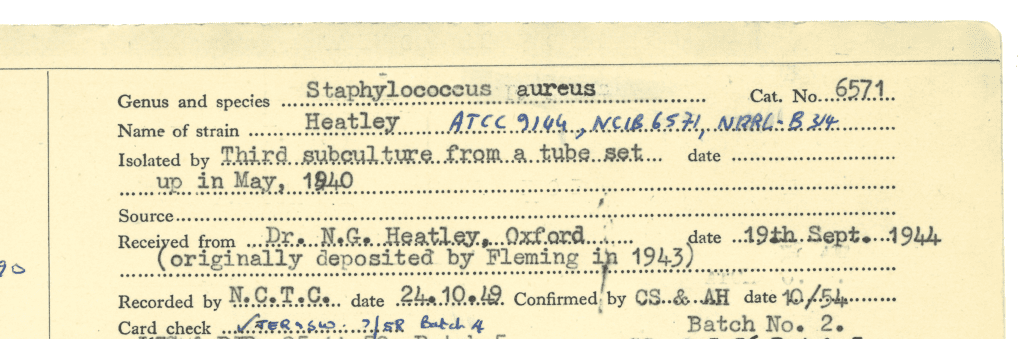 Genus and species Staphylococcus aureus Cat. No. 6571
Name of strain Heatley ATCC 9144, NCIB 6571, NRRL-B 314
Isolated by Third subculture from a tube set date
up in May, 1940
Source
Received from Dr. N.G. Heatley, Oxford date 19th Sept. 1944
(originally deposited by Fleming in 1943)
Recorded by N.C.T.C. date 24.10.49 Confirmed by CS & AH date 10/54
Card check Batch 4 Batch No. 2.